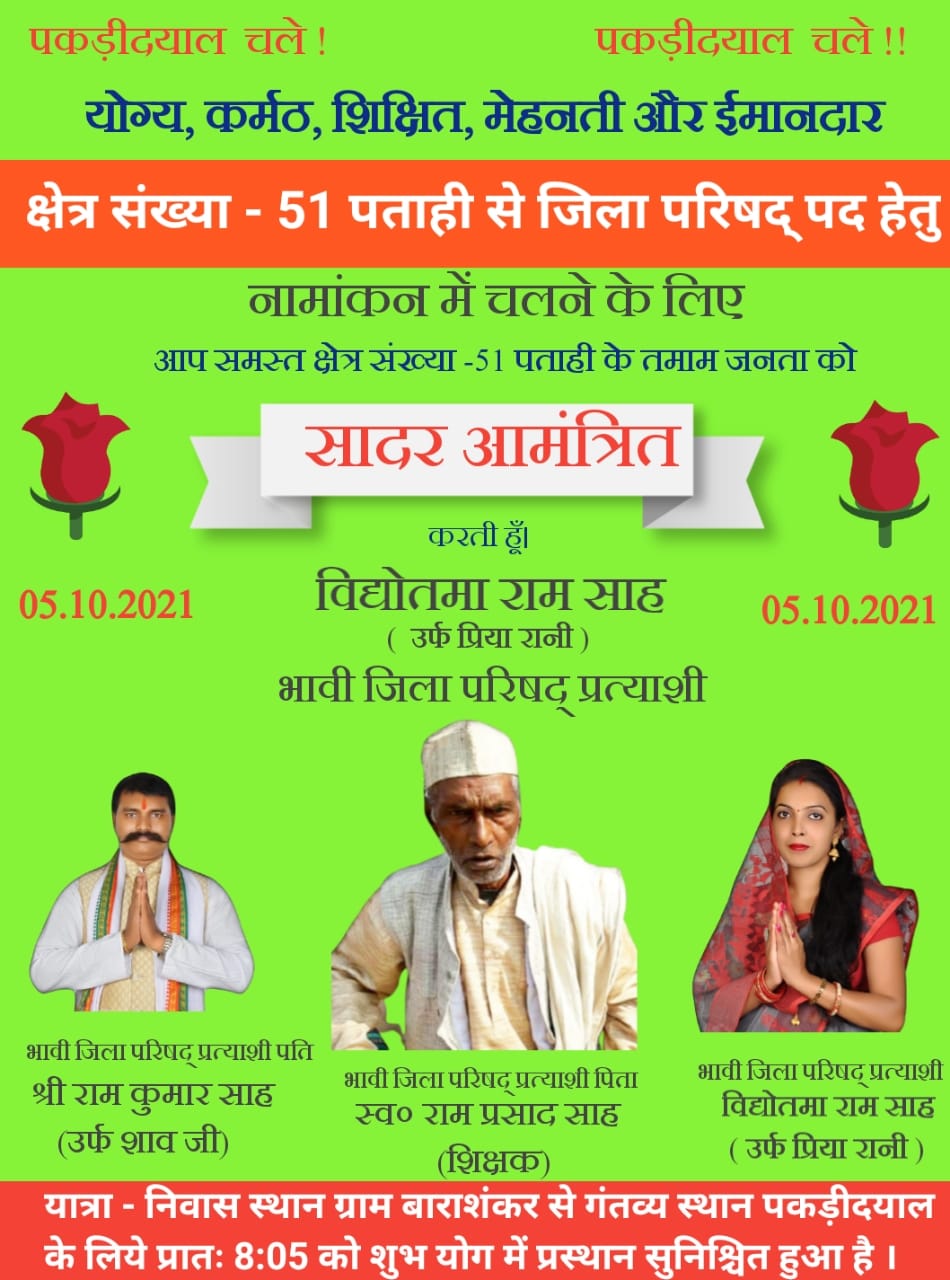 पकड़ीदयाल चले ! पकड़ीदयाल चले !!
योग्य, कर्मठ, शिक्षित, मेहनती और ईमानदार
क्षेत्र संख्या - 51 पताही से जिला परिषद् पद हेतु
नामांकन में चलने के लिए
आप समस्त क्षेत्र संख्या -51 पताही के तमाम जनता को
सादर आमंत्रित
करती हूँ।
05.10.2021 विद्योतमा राम साह 05.10.2021
( उर्फ प्रिया रानी )
भावी जिला परिषद् प्रत्याशी
भावी जिला परिषद् प्रत्याशी पति
श्री राम कुमार साह
(उर्फ शाव जी)
भावी जिला परिषद् प्रत्याशी पिता
स्व० राम प्रसाद साह
(शिक्षक)
भावी जिला परिषद् प्रत्याशी
विद्योतमा राम साह
( उर्फ प्रिया रानी )
यात्रा - निवास स्थान ग्राम बाराशंकर से गंतव्य स्थान पकड़ीदयाल
के लिये प्रातः 8:05 को शुभ योग में प्रस्थान सुनिश्चित हुआ है ।